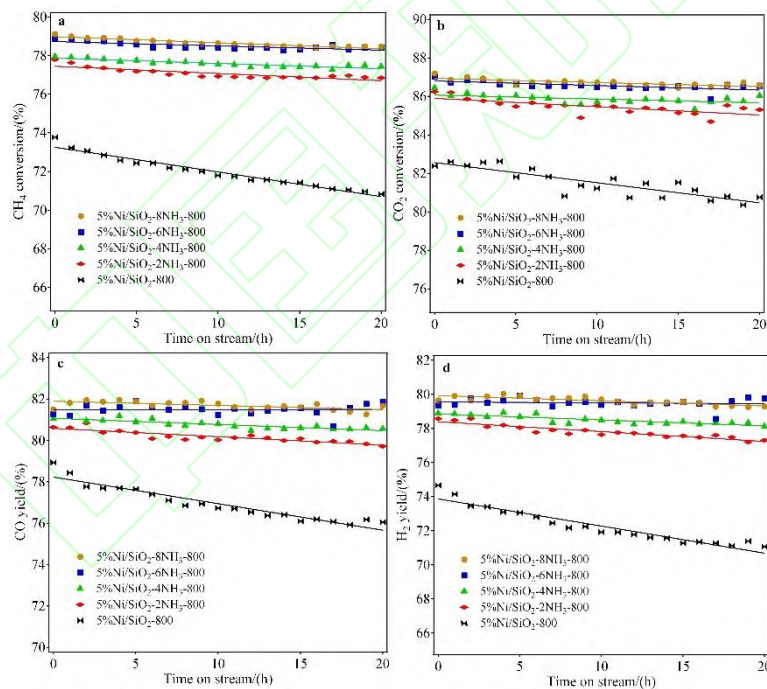 a
80
78
76
74
72
70
68
66
CH₄ conversion/(%)
5%Ni/SiO₂-8NH₃-800
5%Ni/SiO₂-6NH₃-800
5%Ni/SiO₂-4NH₃-800
5%Ni/SiO₂-2NH₃-800
5%Ni/SiO₂-800
0 5 10 15 20
Time on stream/(h)
b
90
88
86
84
82
80
78
76
CO₂ conversion/(%)
5%Ni/SiO₂-8NH₃-800
5%Ni/SiO₂-6NH₃-800
5%Ni/SiO₂-4NH₃-800
5%Ni/SiO₂-2NH₃-800
5%Ni/SiO₂-800
0 5 10 15 20
Time on stream/(h)
c
84
82
80
78
76
74
72
70
CO yield/(%)
5%Ni/SiO₂-8NH₃-800
5%Ni/SiO₂-6NH₃-800
5%Ni/SiO₂-4NH₃-800
5%Ni/SiO₂-2NH₃-800
5%Ni/SiO₂-800
0 5 10 15 20
Time on stream/(h)
d
82
80
78
76
74
72
70
68
66
H₂ yield/(%)
5%Ni/SiO₂-8NH₃-800
5%Ni/SiO₂-6NH₃-800
5%Ni/SiO₂-4NH₃-800
5%Ni/SiO₂-2NH₃-800
5%Ni/SiO₂-800
0 5 10 15 20
Time on stream/(h)